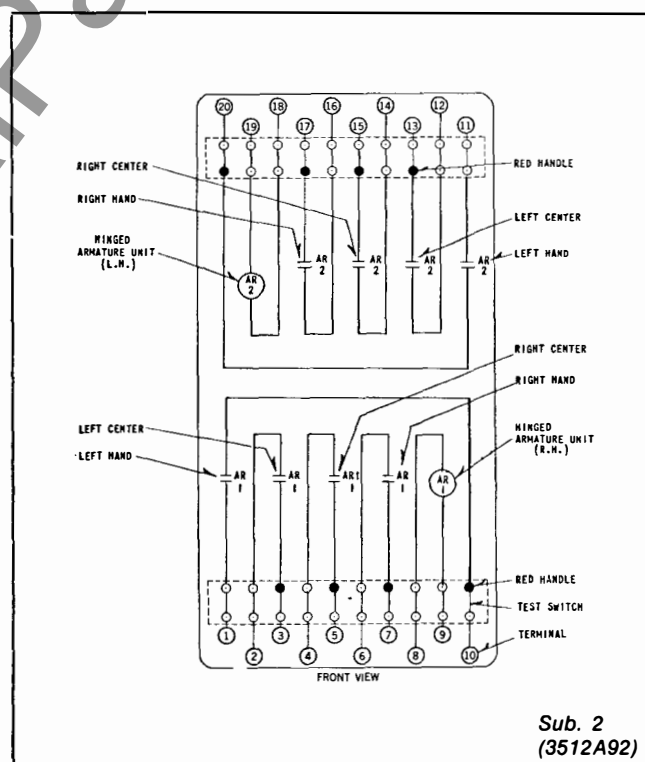 20 18 16 14 12
19 17 15 13 11
RIGHT CENTER
RED HANDLE
RIGHT HAND
LEFT CENTER
HINGED
ARMATURE UNIT
(L.H.)
LEFT HAND
AR
2
AR
2
AR
2
AR
2
AR
2
RIGHT CENTER
RIGHT HAND
LEFT CENTER
LEFT HAND
HINGED
ARMATURE UNIT
(R.H.)
AR
1
AR
1
AR
1
AR
1
AR
1
RED HANDLE
TEST SWITCH
TERMINAL
1 3 5 7 9
2 4 6 8 10
FRONT VIEW
Sub. 2
(3512A92)